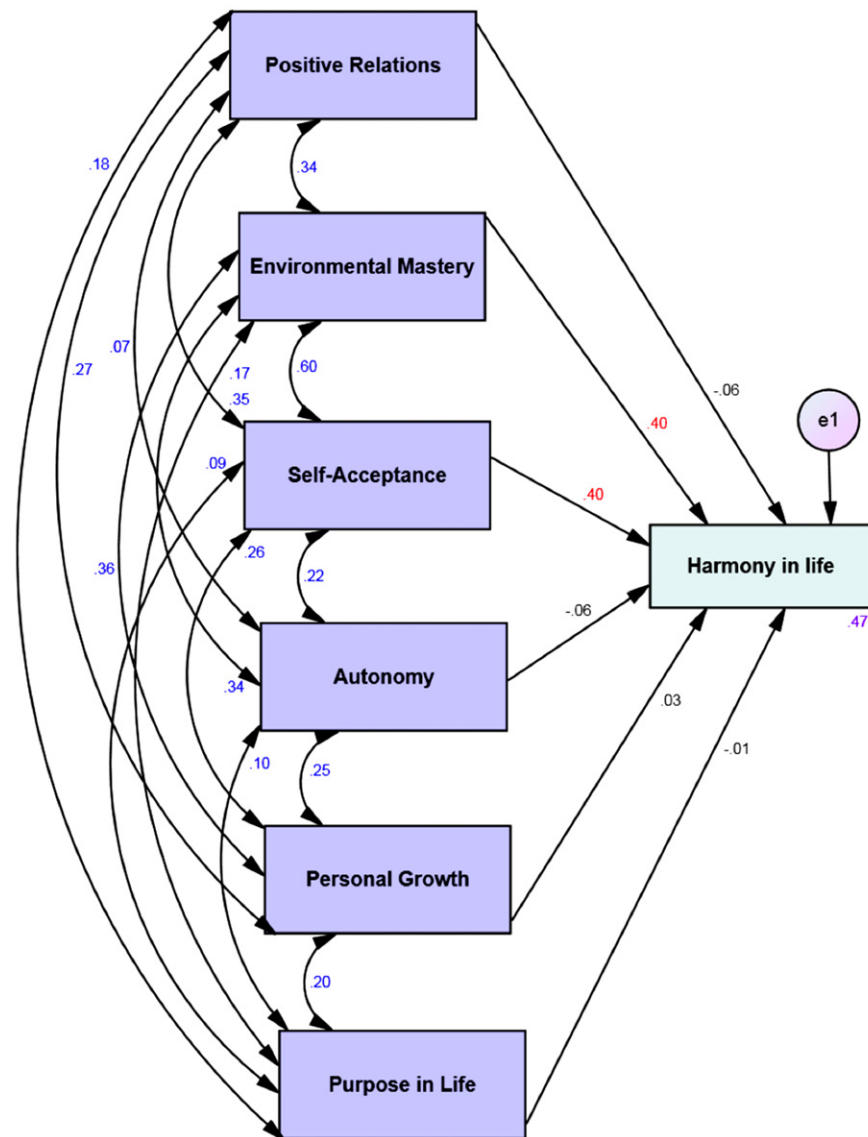 Positive Relations
.18
.34
Environmental Mastery
.07
.27
.17
.60
-.06
.35
.40
e1
.09
Self-Acceptance
.40
.26
.36
.22
Harmony in life
-.06
.47
Autonomy
.34
.03
.10
.25
-.01
Personal Growth
.20
Purpose in Life